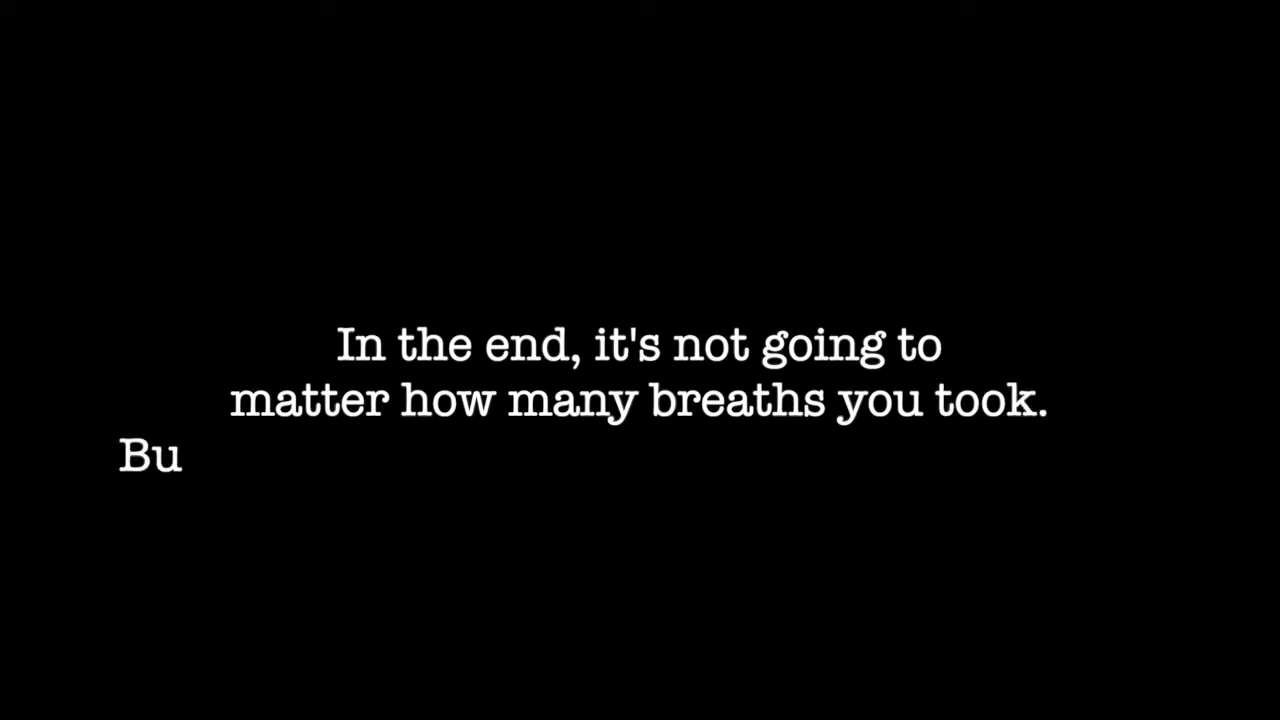 In the end, it's not going to
matter how many breaths you took.
Bu